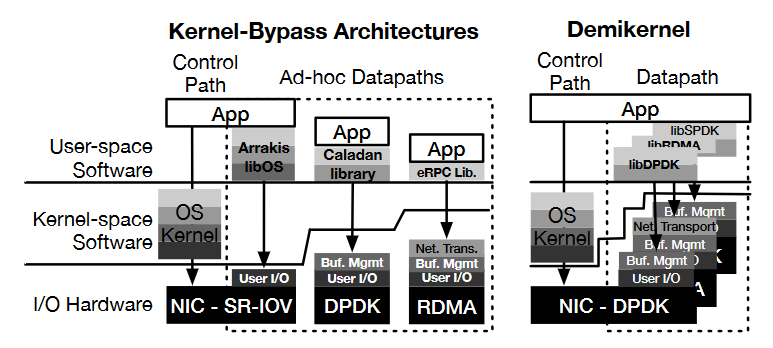 Kernel-Bypass Architectures
Control
Path
Ad-hoc Datapaths
App
App
App
User-space
Software
Arrakis
libOS
Caladan
library
eRPC Lib.
Kernel-space
Software
OS
Kernel
Net. Trans.
Buf. Mgmt
Buf. Mgmt
User I/O
User I/O
User I/O
I/O Hardware
NIC - SR-IOV
DPDK
RDMA
Demikernel
Control
Path
Datapath
App
libSPDK
libRDMA
libDPDK
OS
Kernel
Buf. Mgmt
Net. Transport
Buf. Mgmt
K
Buf. Mgmt
User I/O
A
NIC - DPDK